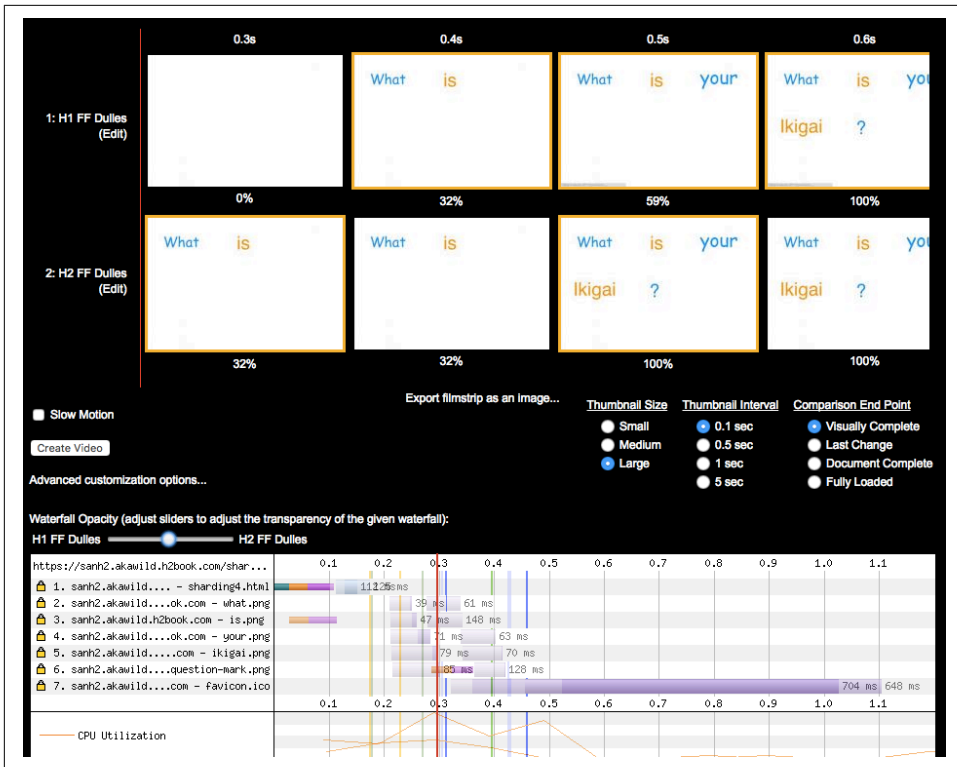 0.3s 0.4s 0.5s 0.6s
What is
What is your
What is you
1: H1 FF Dulles
(Edit)
Ikigai ?
0% 32% 59% 100%
What is
What is
What is your
What is you
2: H2 FF Dulles
(Edit)
Ikigai ?
Ikigai ?
32% 32% 100% 100%
Export filmstrip as an image...
Slow Motion
Thumbnail Size Thumbnail Interval Comparison End Point
Small 0.1 sec Visually Complete
Create Video
Medium 0.5 sec Last Change
Large 1 sec Document Complete
Advanced customization options...
5 sec Fully Loaded
Waterfall Opacity (adjust sliders to adjust the transparency of the given waterfall):
H1 FF Dulles H2 FF Dulles
https://sanh2.akawild.h2book.com/shar... 0.1 0.2 0.3 0.4 0.5 0.6 0.7 0.8 0.9 1.0 1.1
1. sanh2.akawild.... – sharding4.html ms
2. sanh2.akawild....ok.com – what.png 39 ms 61 ms
3. sanh2.akawild.h2book.com – is.png 47 ms 148 ms
4. sanh2.akawild....ok.com – your.png 71 ms 63 ms
5. sanh2.akawild.....com – ikigai.png 79 ms 70 ms
6. sanh2.akawild....question-mark.png 85 ms 128 ms
7. sanh2.akawild....com – favicon.ico 704 ms 648 ms
0.1 0.2 0.3 0.4 0.5 0.6 0.7 0.8 0.9 1.0 1.1
CPU Utilization